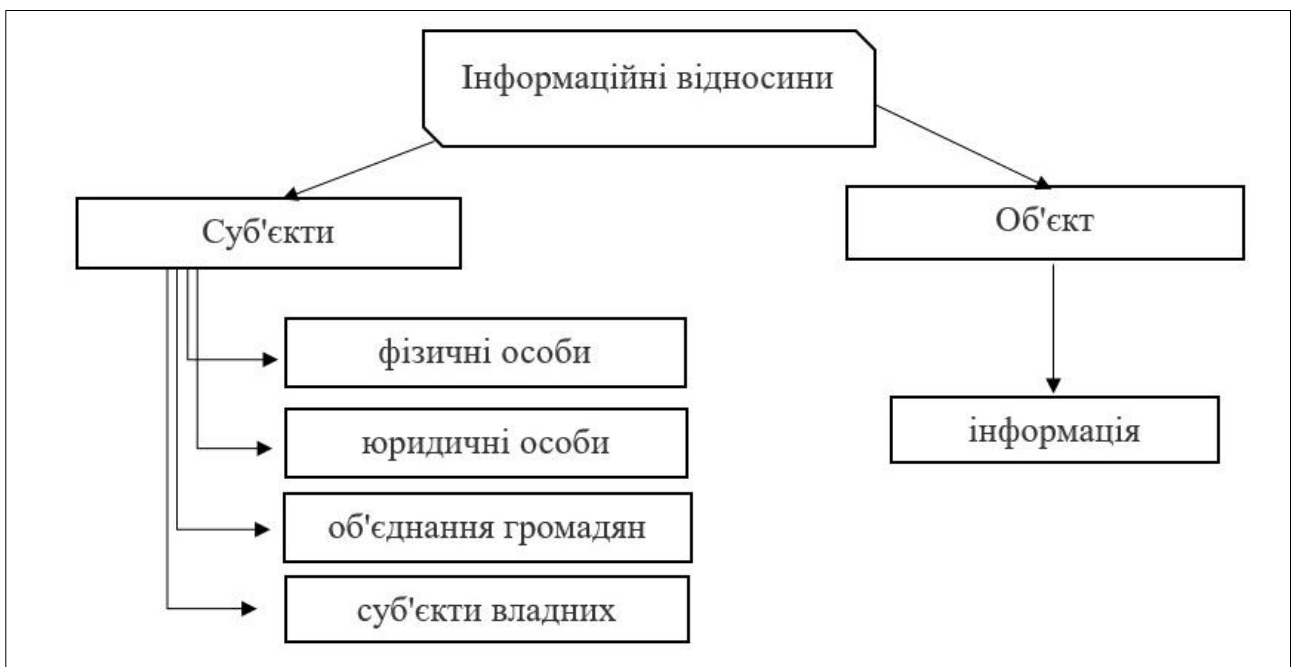 Інформаційні відносини
Суб'єкти
Об'єкт
фізичні особи
юридичні особи
об'єднання громадян
суб'єкти владних
інформація